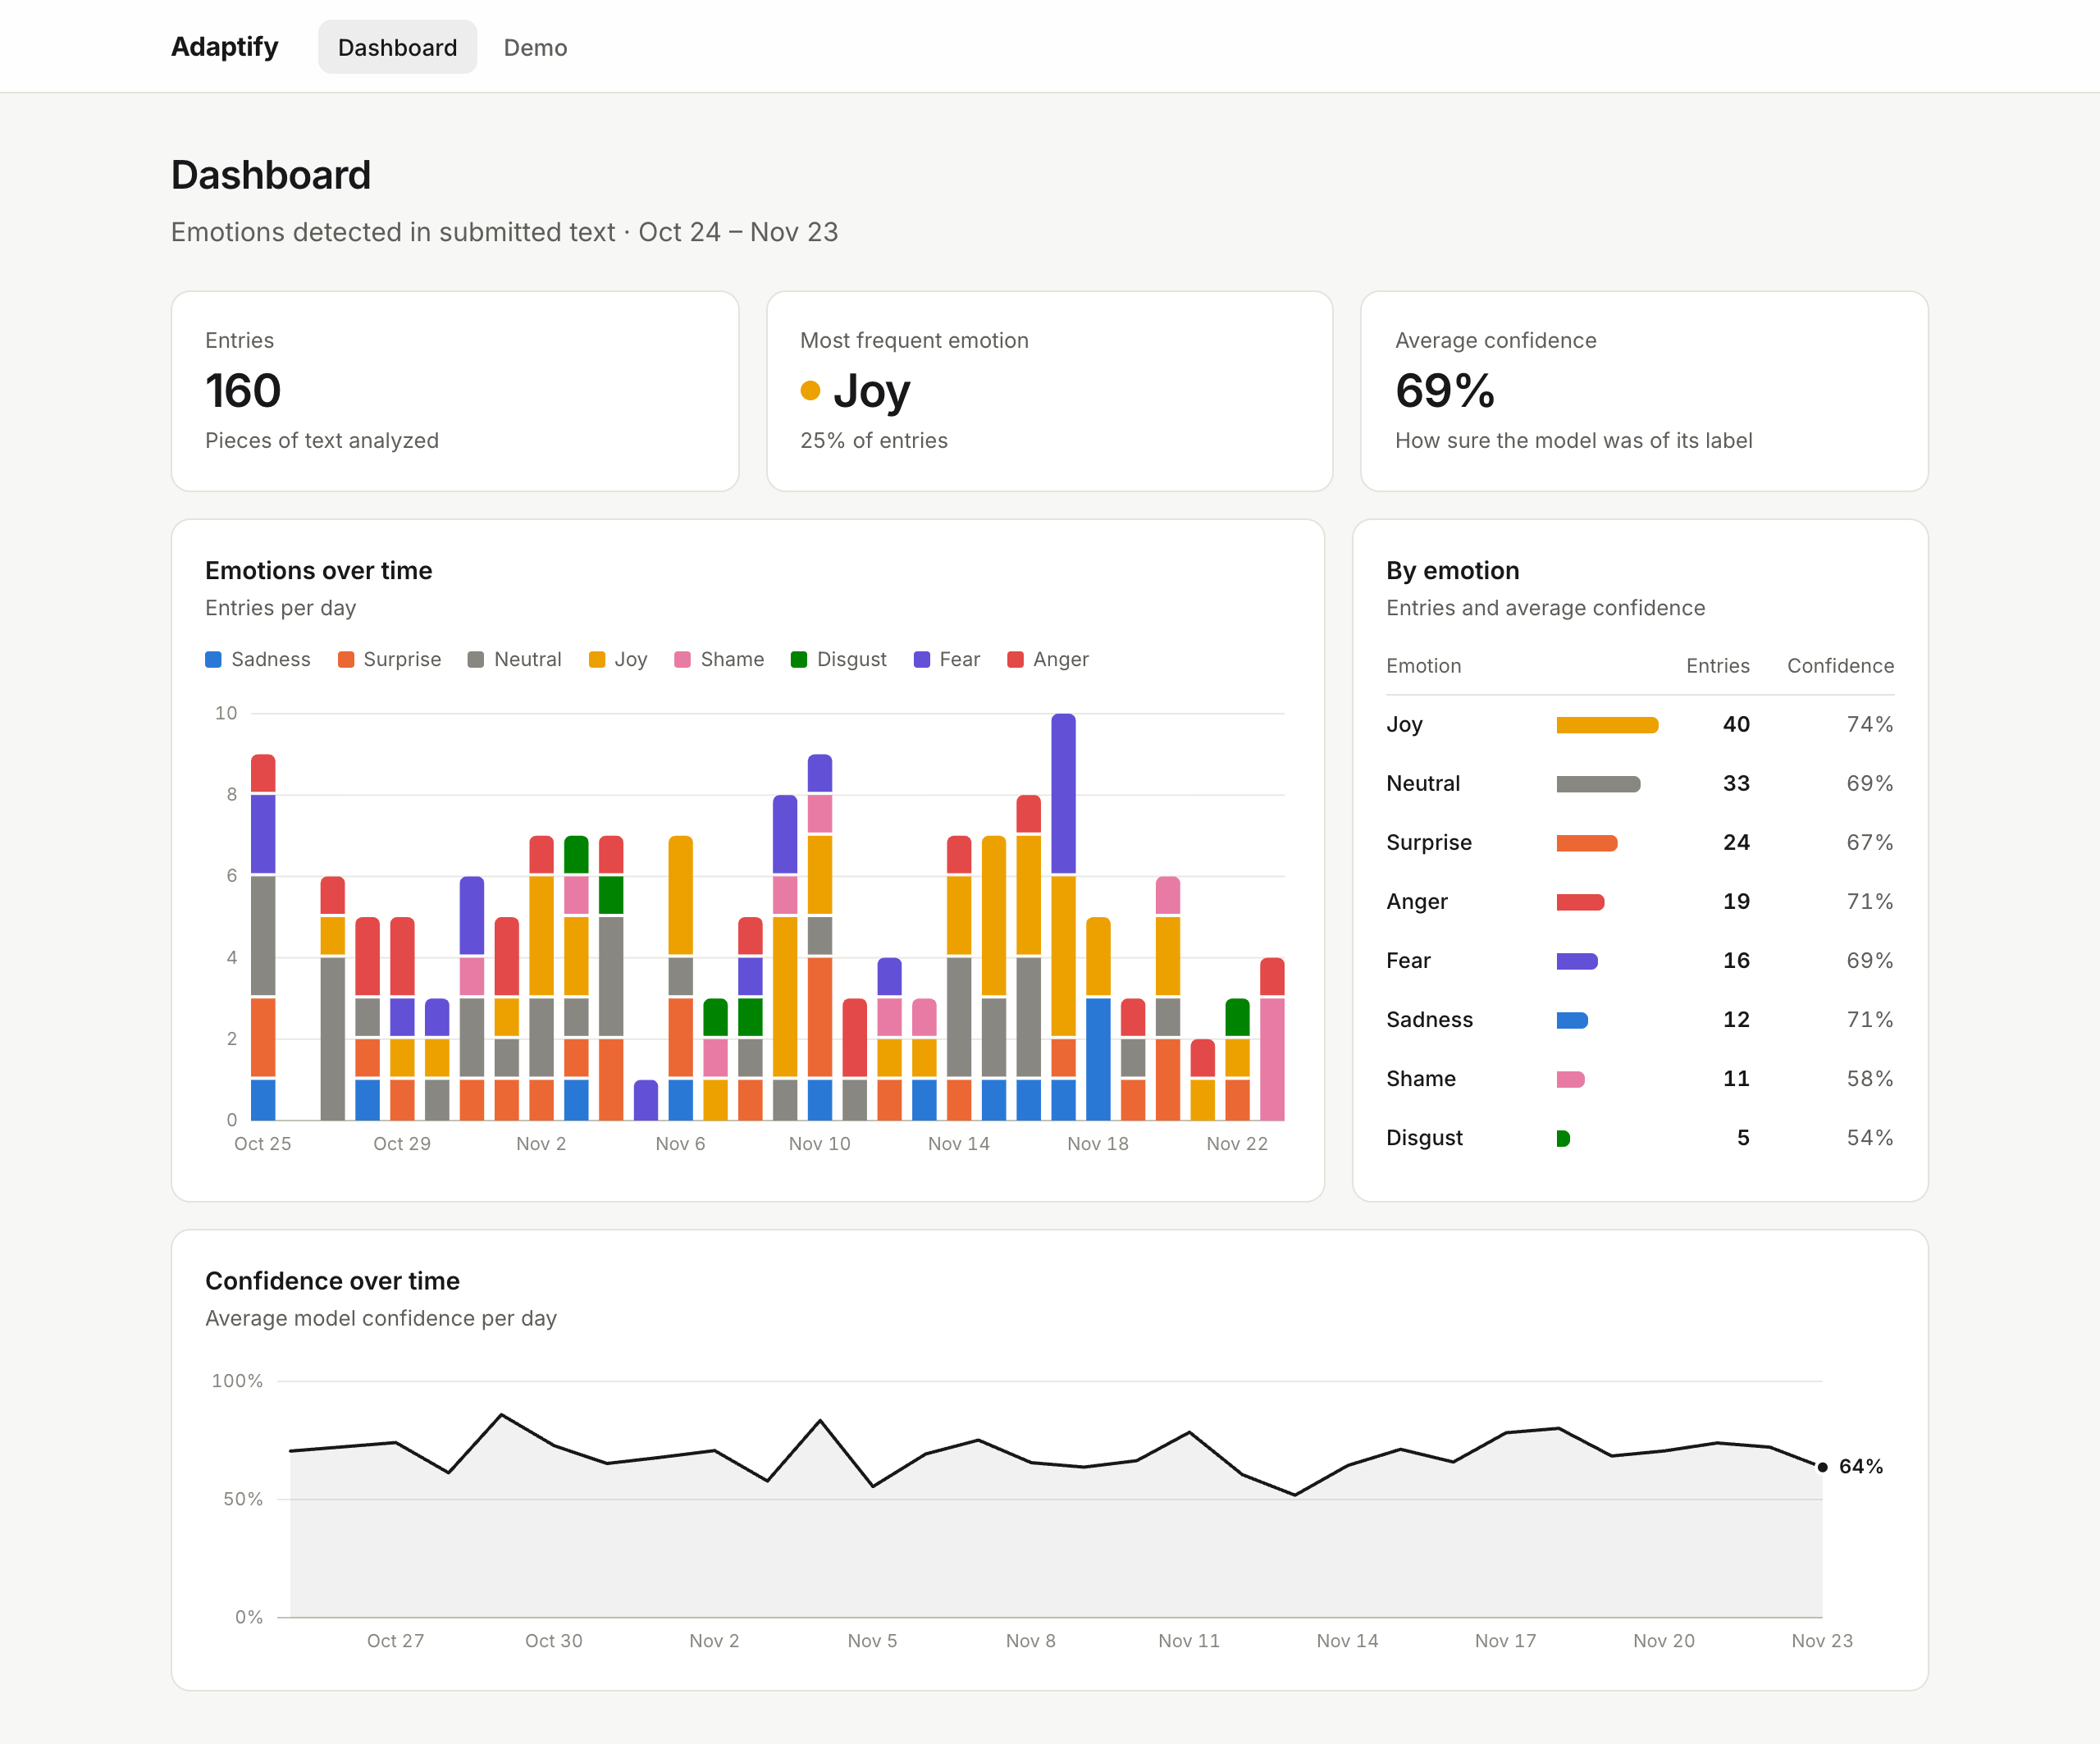 Adaptify Dashboard Demo
Dashboard
Emotions detected in submitted text · Oct 24 – Nov 23
Entries
160
Pieces of text analyzed
Most frequent emotion
Joy
25% of entries
Average confidence
69%
How sure the model was of its label
Emotions over time
Entries per day
Sadness Surprise Neutral Joy Shame Disgust Fear Anger
10
8
6
4
2
0
Oct 25 Oct 29 Nov 2 Nov 6 Nov 10 Nov 14 Nov 18 Nov 22
By emotion
Entries and average confidence
Emotion Entries Confidence
Joy 40 74%
Neutral 33 69%
Surprise 24 67%
Anger 19 71%
Fear 16 69%
Sadness 12 71%
Shame 11 58%
Disgust 5 54%
Confidence over time
Average model confidence per day
100%
64%
50%
0%
Oct 27 Oct 30 Nov 2 Nov 5 Nov 8 Nov 11 Nov 14 Nov 17 Nov 20 Nov 23